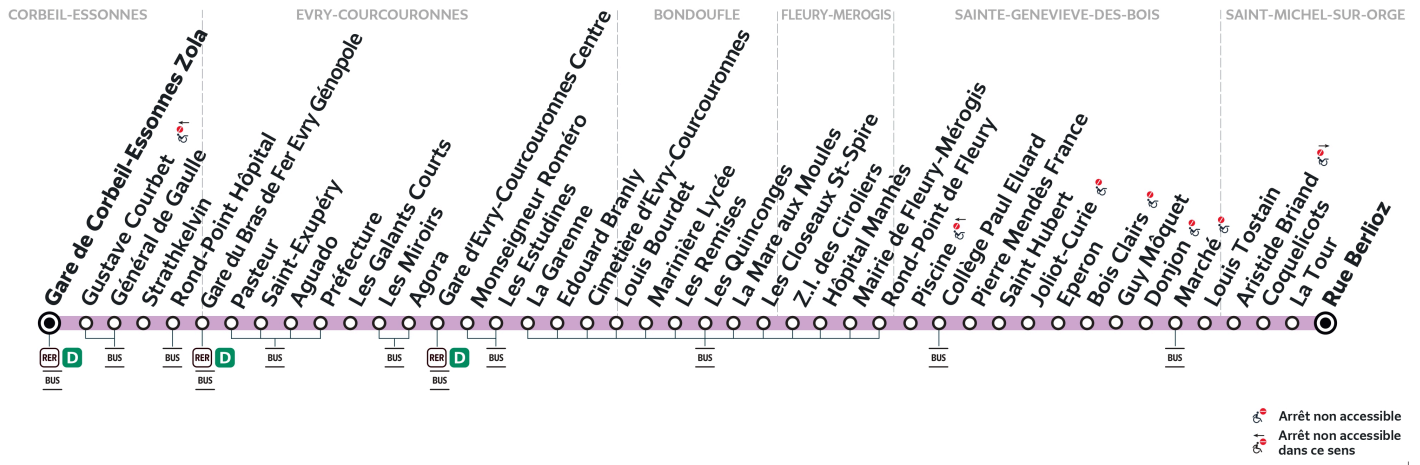 CORBEIL-ESSONNES
EVRY-COURCOURONNES
BONDOUFLE
FLEURY-MEROGIS
SAINTE-GENEVIEVE-DES-BOIS
SAINT-MICHEL-SUR-ORGE
Gare de Corbeil-Essonnes Zola
Gustave Courbet
Général de Gaulle
Strathkelvin
Rond-Point Hôpital
Gare du Bras de Fer Evry Génopole
Pasteur
Saint-Exupéry
Aguado
Préfecture
Les Galants Courts
Les Miroirs
Agora
Gare d'Evry-Courcouronnes Centre
Monseigneur Roméro
Les Estudines
La Garenne
Edouard Branly
Cimetière d'Evry-Courcouronnes
Louis Bourdet
Marinière Lycée
Les Remises
Les Quinconges
La Mare aux Moules
Les Closeaux St-Spire
Z.I. des Ciroliers
Hôpital Manhès
Mairie de Fleury-Mérogis
Rond-Point de Fleury
Piscine
Collège Paul Eluard
Pierre Mendès France
Saint Hubert
Joliot-Curie
Eperon
Bois Clairs
Guy Môquet
Donjon
Marché
Louis Tostain
Aristide Briand
Coquelicots
La Tour
Rue Berlioz
RER D
BUS
BUS
BUS
RER D
BUS
BUS
BUS
RER D
BUS
BUS
BUS
BUS
BUS
Arrêt non accessible
Arrêt non accessible
dans ce sens